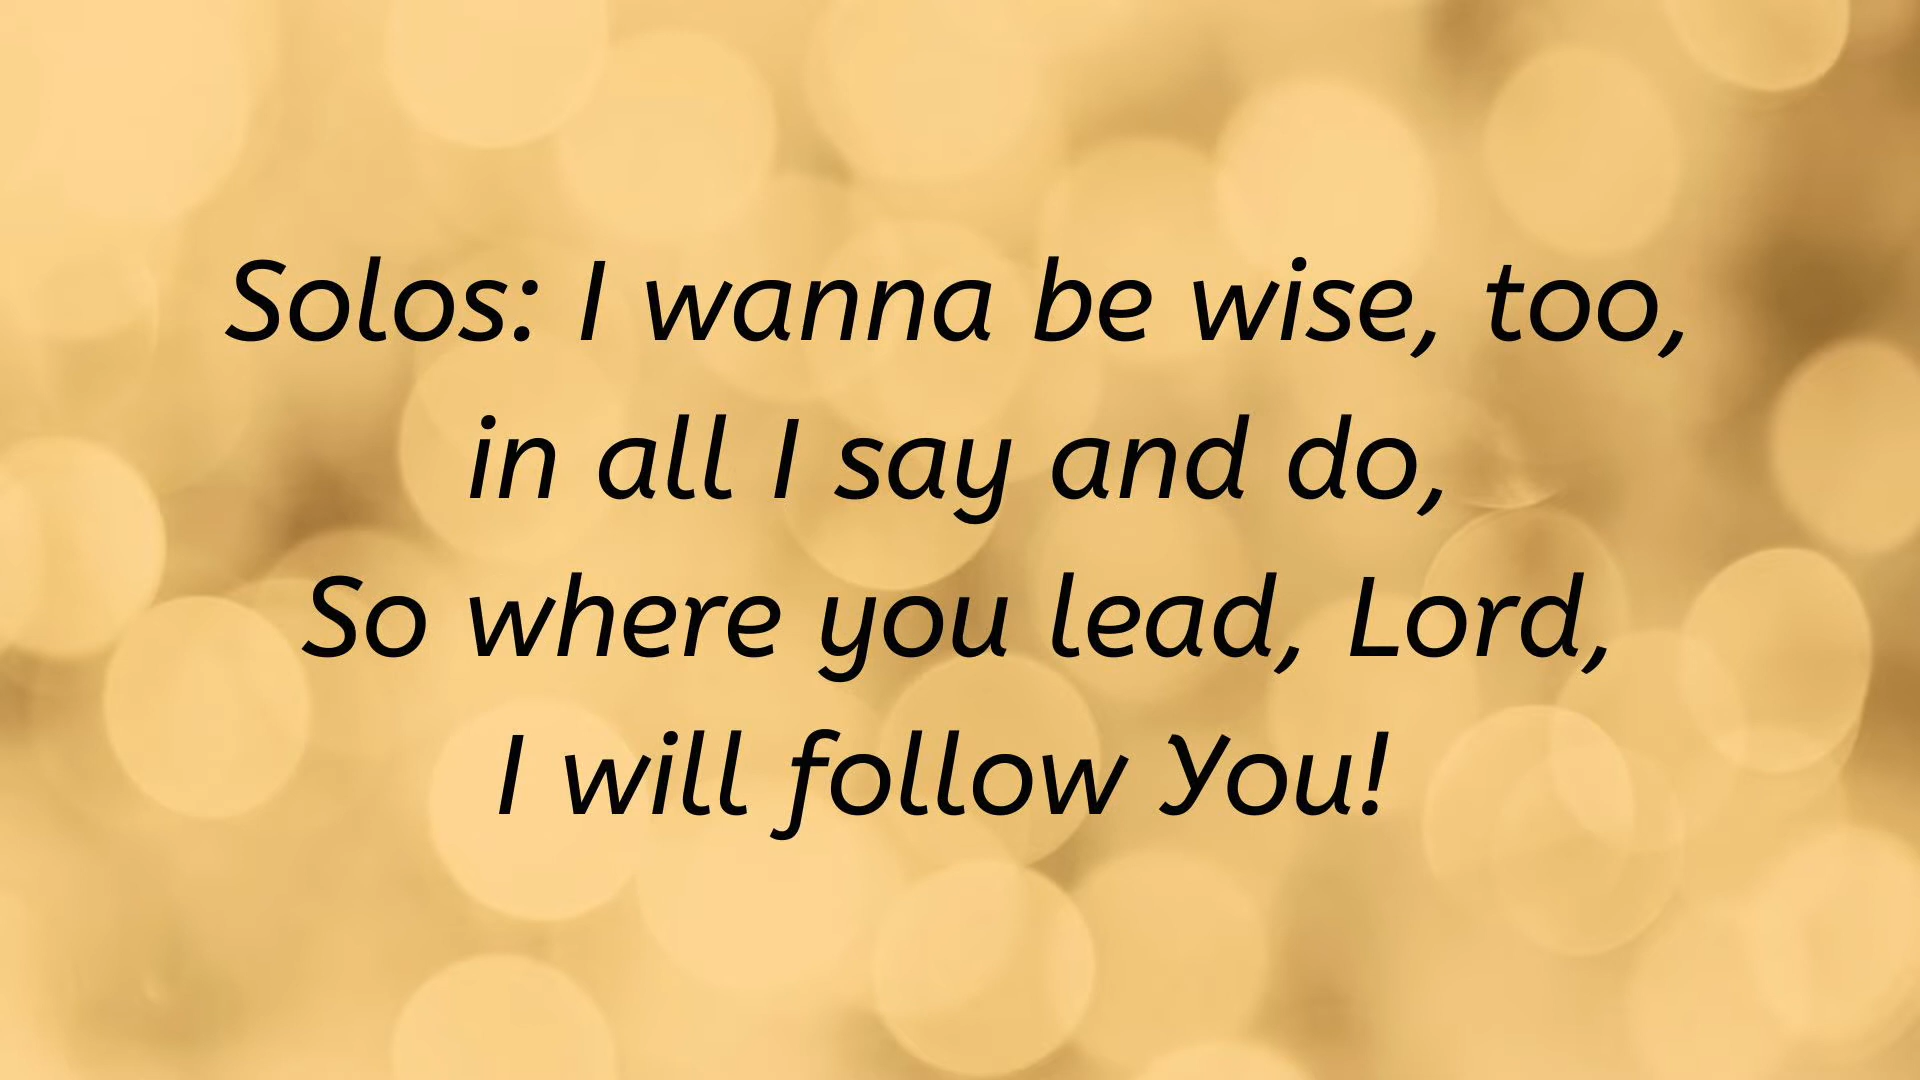 Solos: I wanna be wise, too,
in all I say and do,
So where you lead, Lord,
I will follow You!